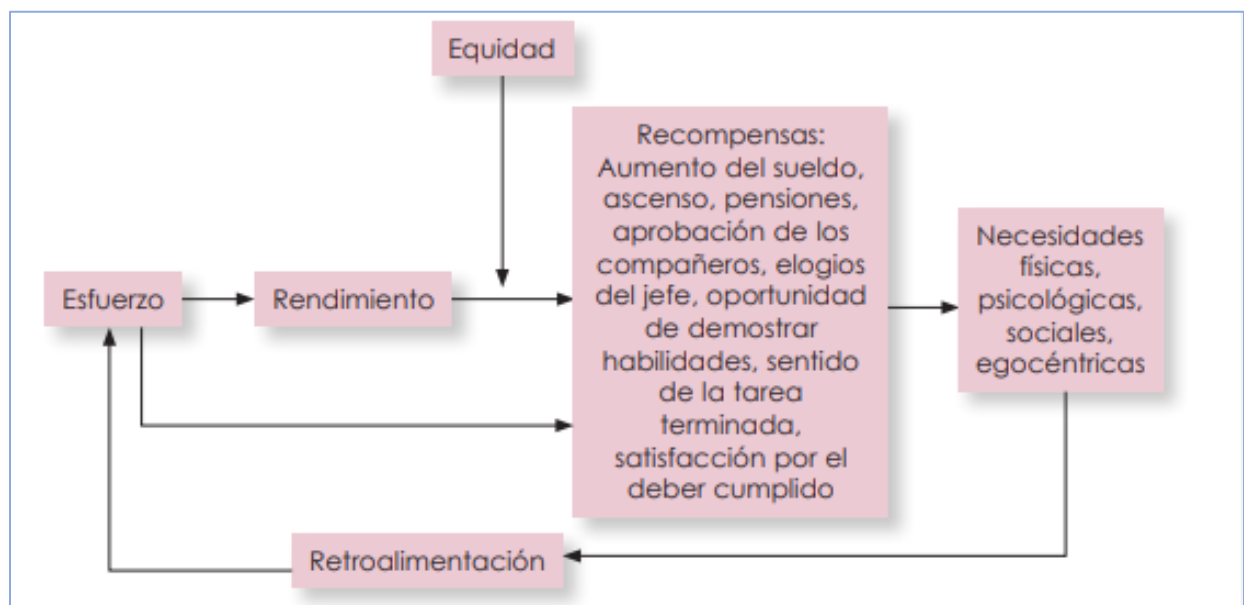 Equidad
Recompensas:
Aumento del sueldo,
ascenso, pensiones,
aprobación de los
compañeros, elogios
del jefe, oportunidad
de demostrar
habilidades, sentido
de la tarea
terminada,
satisfacción por el
deber cumplido
Necesidades
físicas,
psicológicas,
sociales,
egocéntricas
Esfuerzo
Rendimiento
Retroalimentación